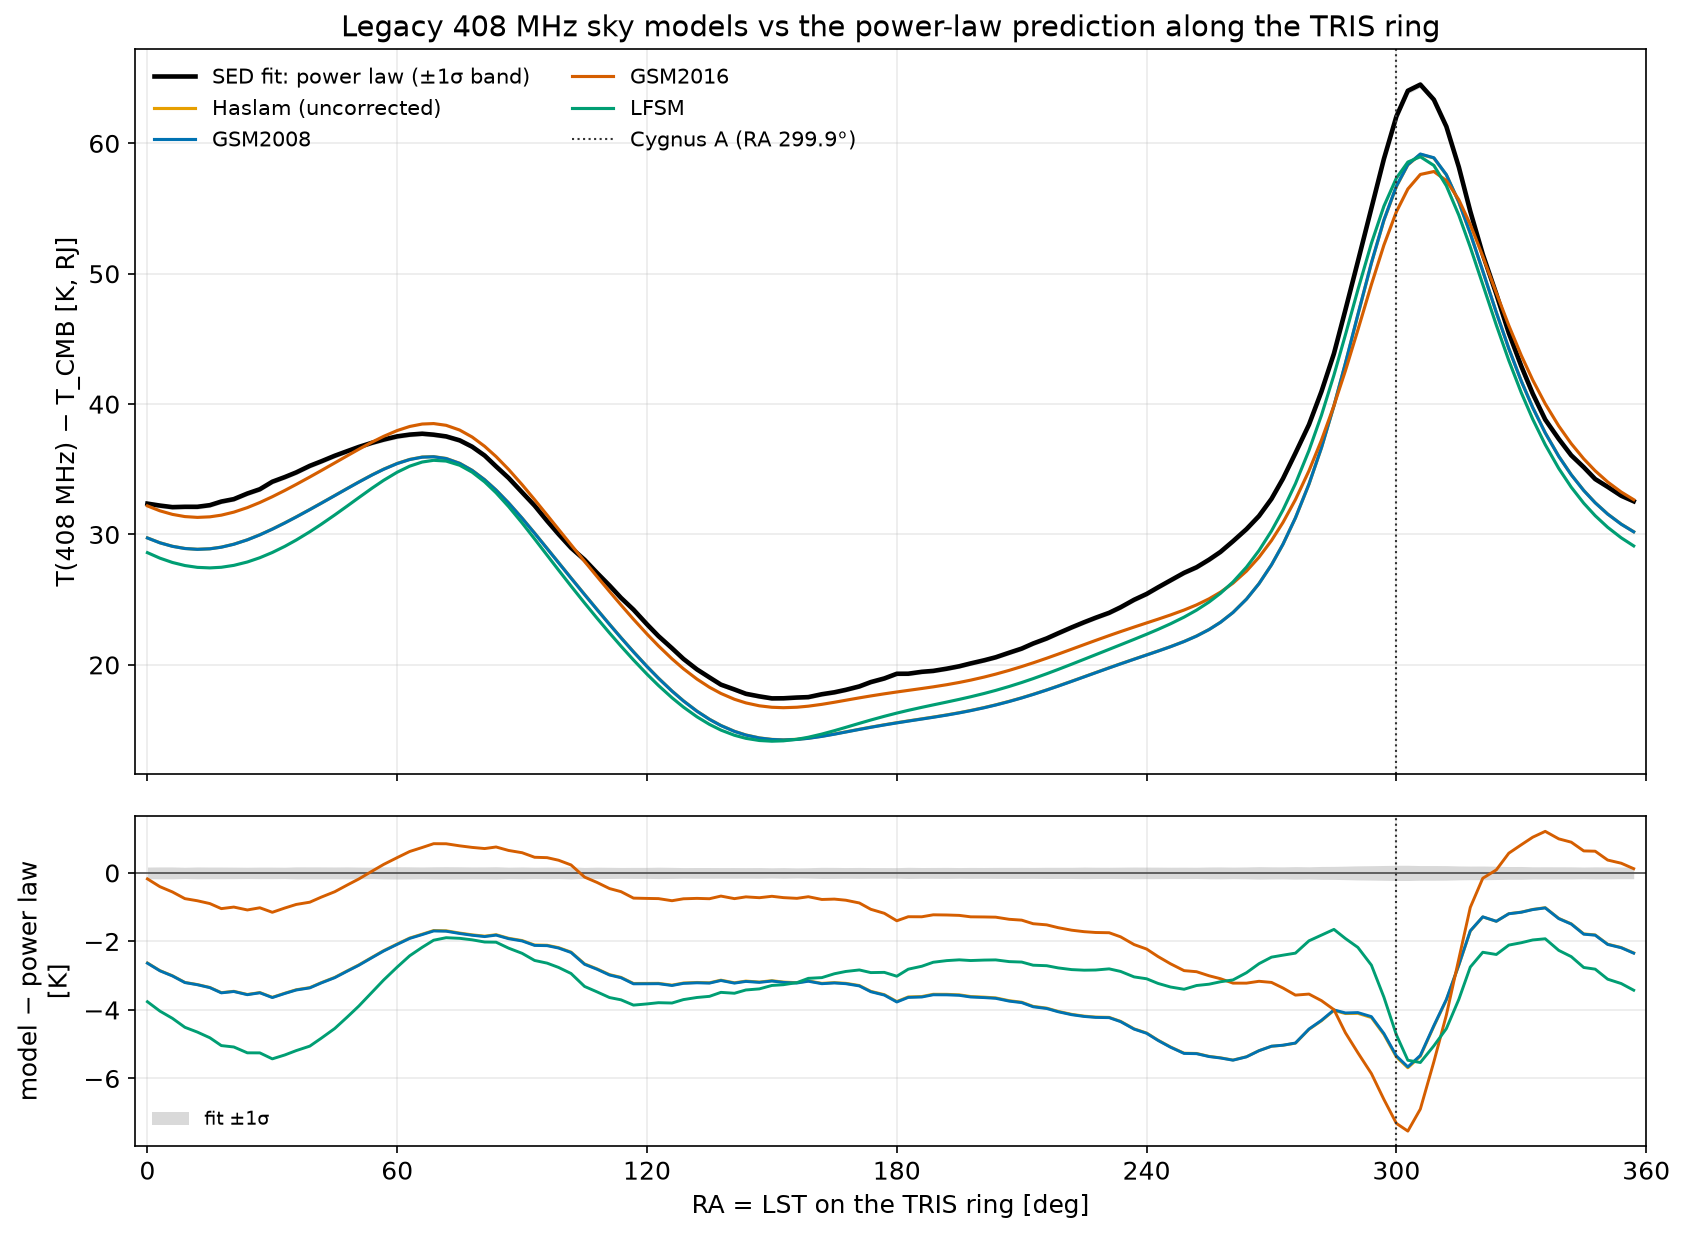 Legacy 408 MHz sky models vs the power-law prediction along the TRIS ring
SED fit: power law (±1σ band)
Haslam (uncorrected)
GSM2008
GSM2016
LFSM
Cygnus A (RA 299.9°)
T(408 MHz) − T_CMB [K, RJ]
60
50
40
30
20
model − power law
[K]
0
−2
−4
−6
fit ±1σ
0 60 120 180 240 300 360
RA = LST on the TRIS ring [deg]